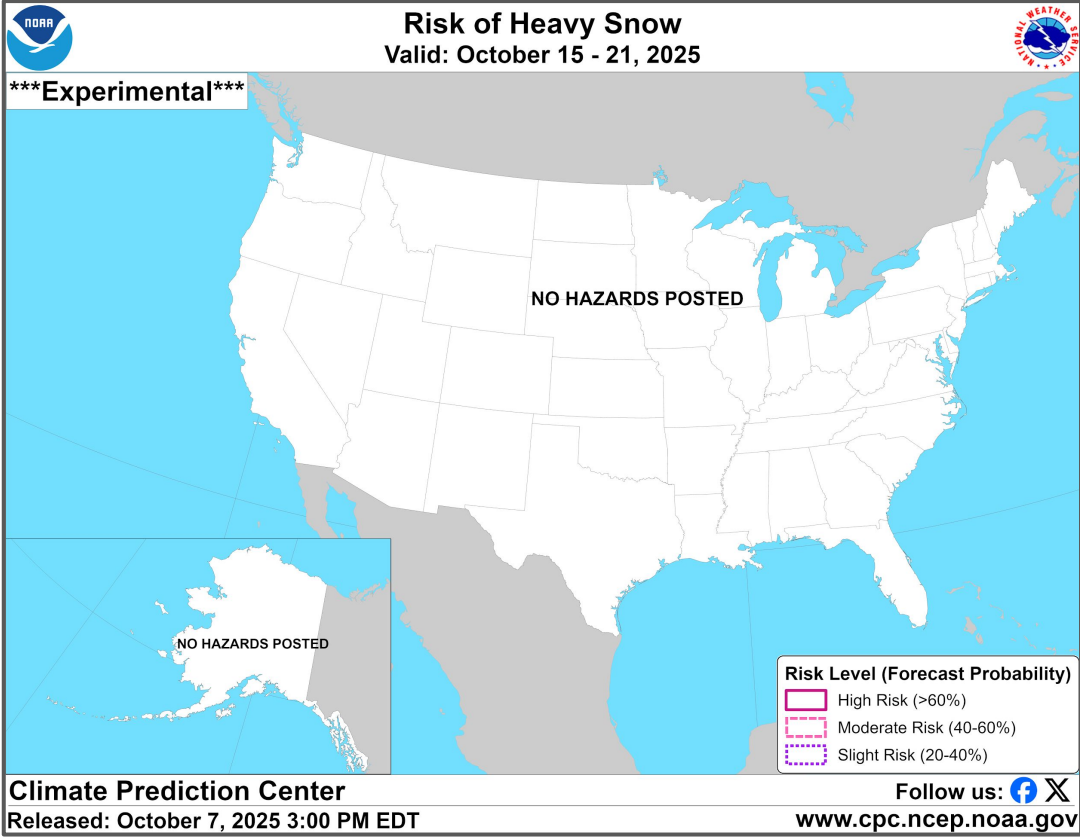 NOAA
Risk of Heavy Snow
Valid: October 15 - 21, 2025
NATIONAL WEATHER SERVICE
***Experimental***
NO HAZARDS POSTED
NO HAZARDS POSTED
Risk Level (Forecast Probability)
High Risk (>60%)
Moderate Risk (40-60%)
Slight Risk (20-40%)
Climate Prediction Center
Follow us:
Released: October 7, 2025 3:00 PM EDT
www.cpc.ncep.noaa.gov